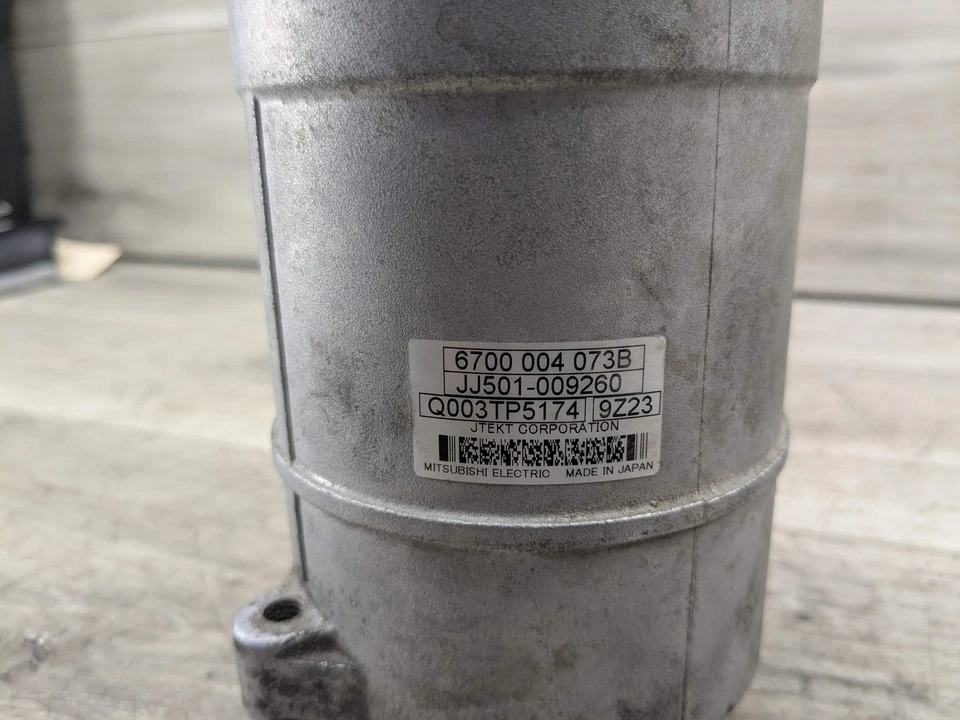 6700 004 073B
JJ501-009260
Q003TP5174 9Z23
JTEKT CORPORATION
MITSUBISHI ELECTRIC MADE IN JAPAN